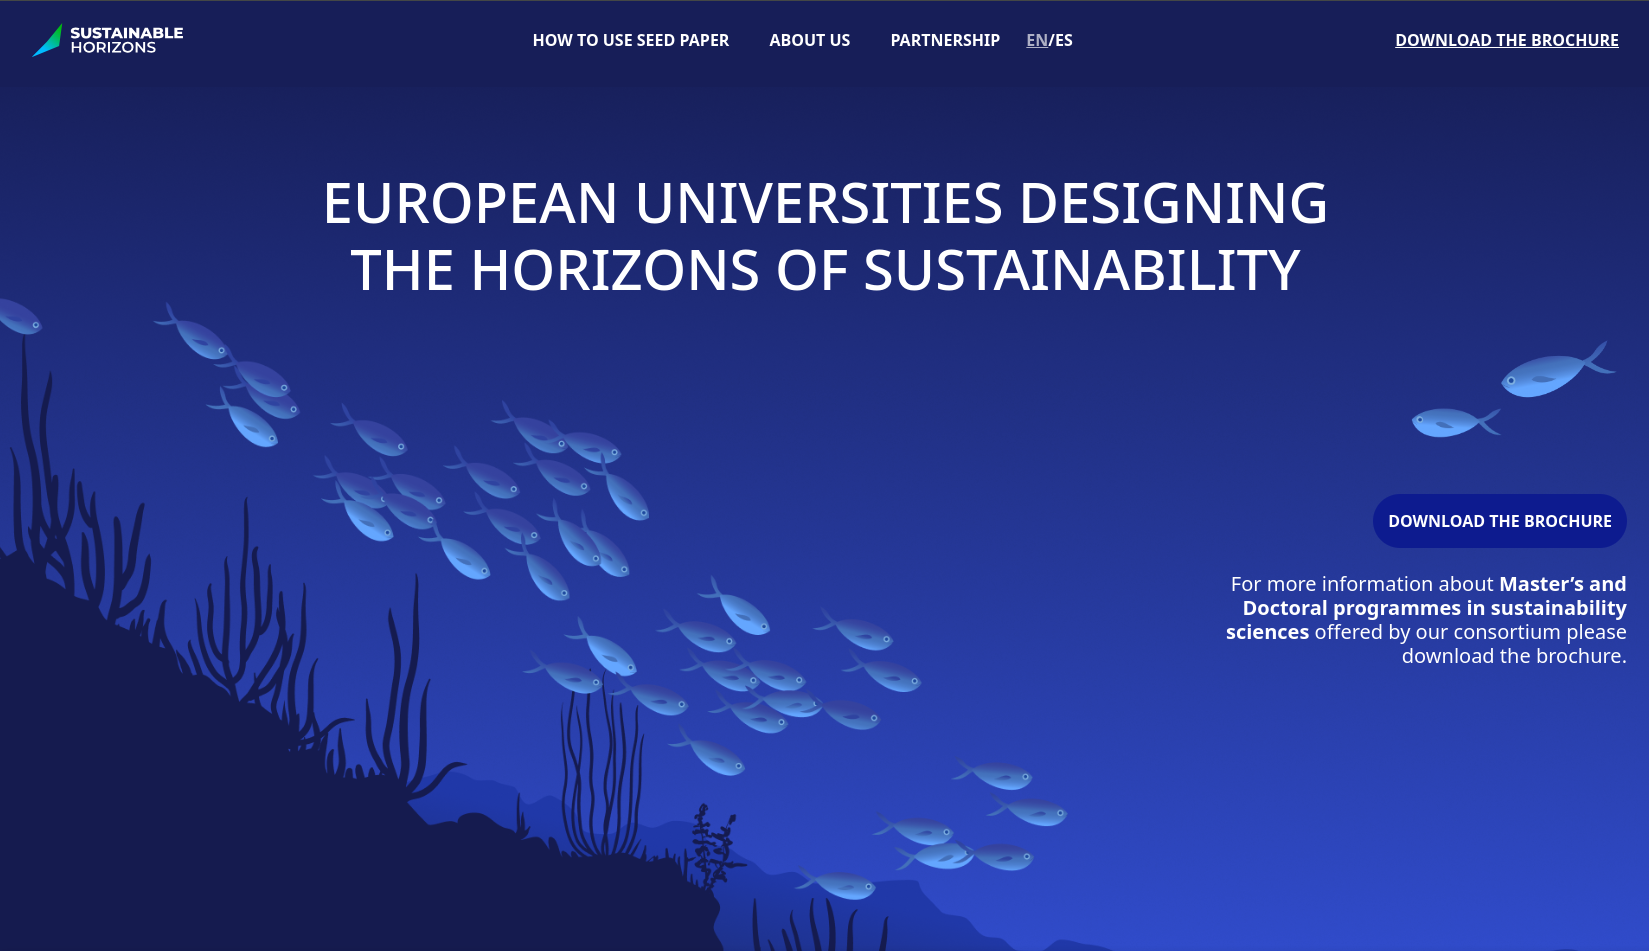 SUSTAINABLE
HORIZONS
HOW TO USE SEED PAPER
ABOUT US
PARTNERSHIP
EN/ES
DOWNLOAD THE BROCHURE
EUROPEAN UNIVERSITIES DESIGNING
THE HORIZONS OF SUSTAINABILITY
DOWNLOAD THE BROCHURE
For more information about Master’s and
Doctoral programmes in sustainability
sciences offered by our consortium please
download the brochure.